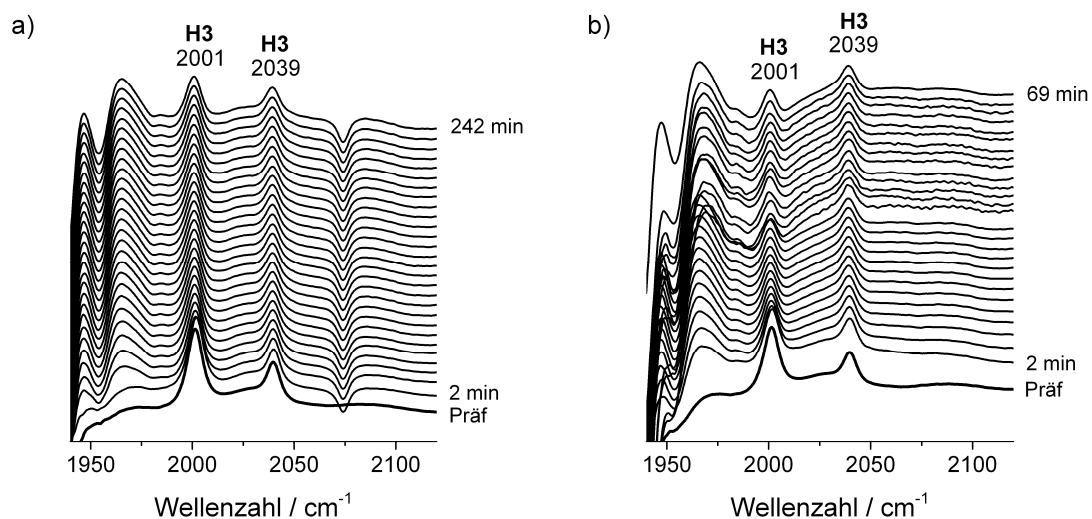 a)
H3
2001
H3
2039
242 min
2 min
Präf
1950 2000 2050 2100
Wellenzahl / cm-1
b)
H3
2001
H3
2039
69 min
2 min
Präf
1950 2000 2050 2100
Wellenzahl / cm-1